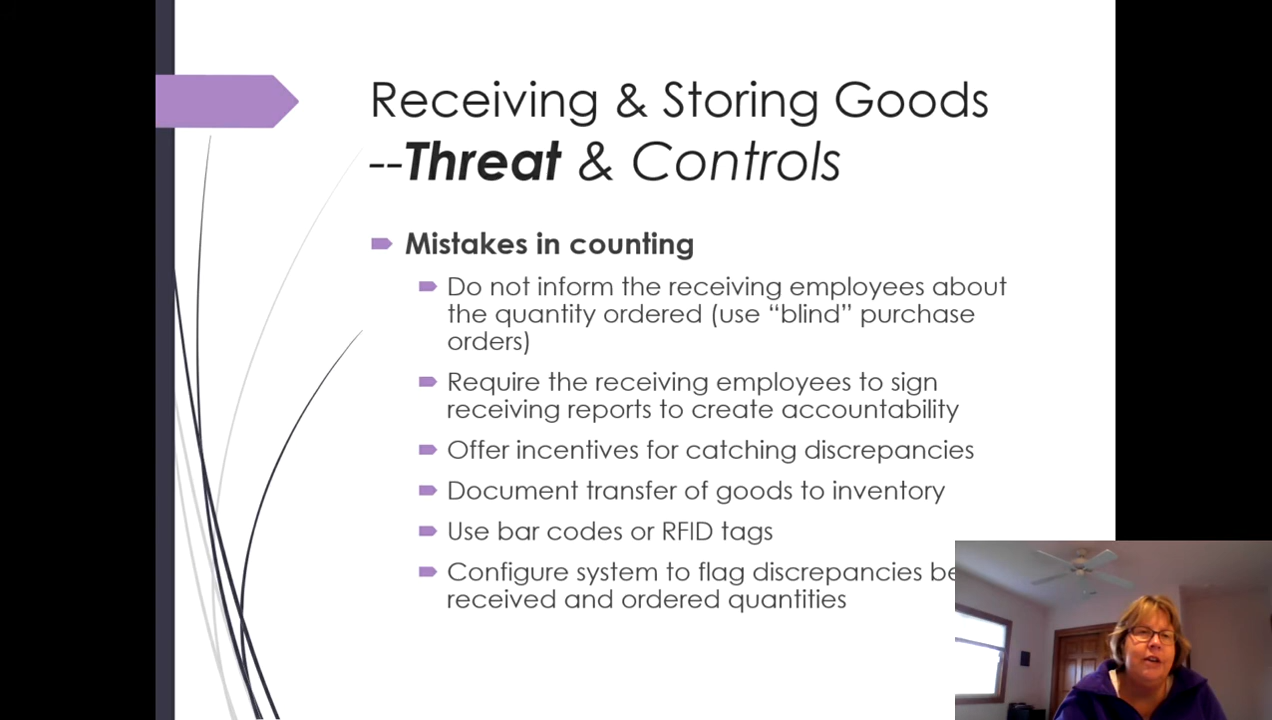 Receiving & Storing Goods
--Threat & Controls
Mistakes in counting
Do not inform the receiving employees about
the quantity ordered (use “blind” purchase
orders)
Require the receiving employees to sign
receiving reports to create accountability
Offer incentives for catching discrepancies
Document transfer of goods to inventory
Use bar codes or RFID tags
Configure system to flag discrepancies
received and ordered quantities